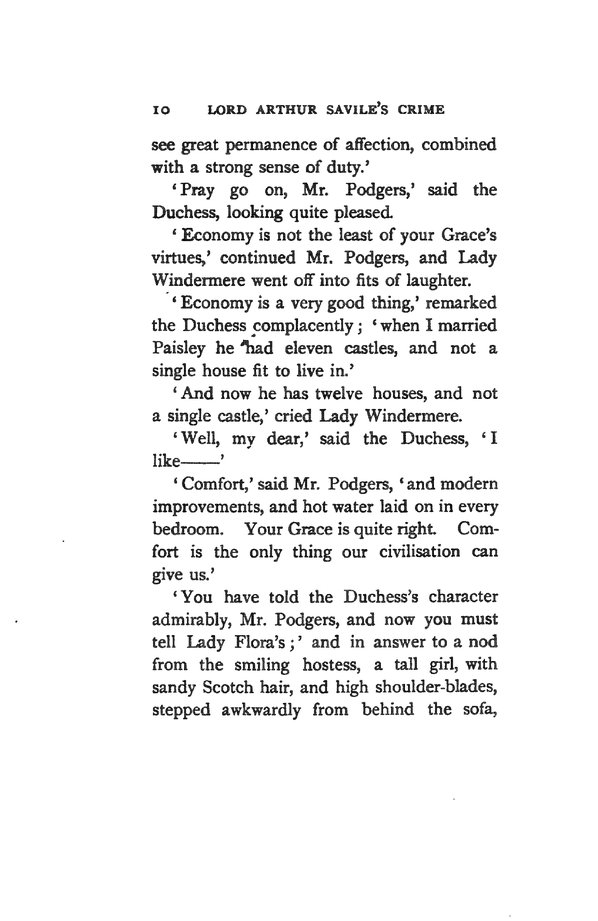 10 LORD ARTHUR SAVILE'S CRIME
see great permanence of affection, combined
with a strong sense of duty.'
'Pray go on, Mr. Podgers,' said the
Duchess, looking quite pleased.
'Economy is not the least of your Grace's
virtues,' continued Mr. Podgers, and Lady
Windermere went off into fits of laughter.
'Economy is a very good thing,' remarked
the Duchess complacently; 'when I married
Paisley he had eleven castles, and not a
single house fit to live in.'
'And now he has twelve houses, and not
a single castle,' cried Lady Windermere.
'Well, my dear,' said the Duchess, 'I
like——'
'Comfort,' said Mr. Podgers, 'and modern
improvements, and hot water laid on in every
bedroom. Your Grace is quite right. Com-
fort is the only thing our civilisation can
give us.'
'You have told the Duchess's character
admirably, Mr. Podgers, and now you must
tell Lady Flora's;' and in answer to a nod
from the smiling hostess, a tall girl, with
sandy Scotch hair, and high shoulder-blades,
stepped awkwardly from behind the sofa,